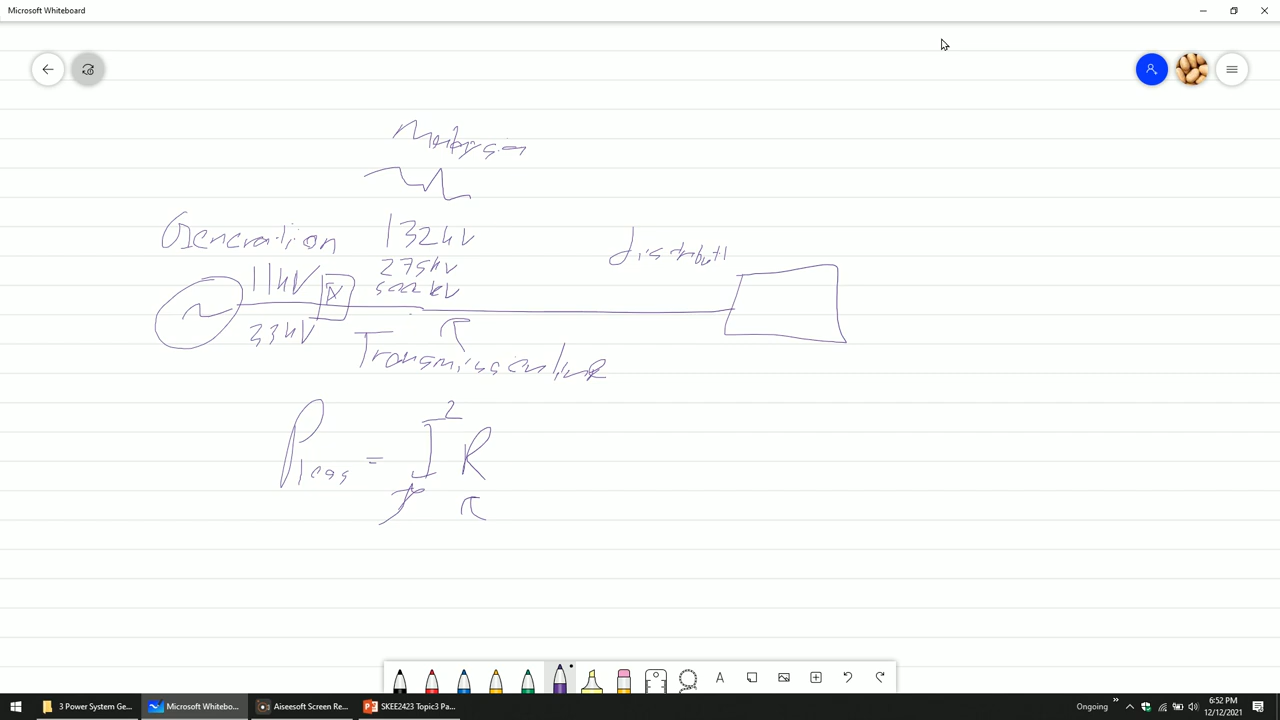 Microsoft Whiteboard
Malaysia
Generation
132kV
275kV
500kV
11kV
33kV
distributi
Transmission line
Ploss = I² R
A
3 Power System Ge...
Microsoft Whitebo...
Aiseesoft Screen Re...
SKEE2423 Topic3 Pa...
Ongoing
6:52 PM
12/12/2021